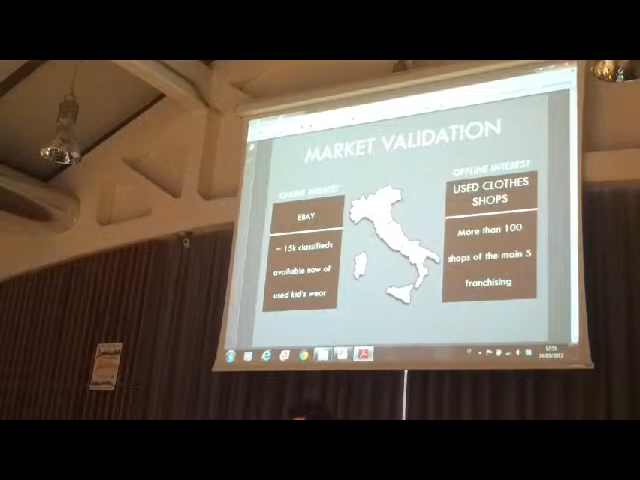 MARKET VALIDATION
ONLINE INTEREST
EBAY
≈ 15k classifieds
available now of
used kid's wear
OFFLINE INTEREST
USED CLOTHES
SHOPS
More than 100
shops of the main 5
franchising